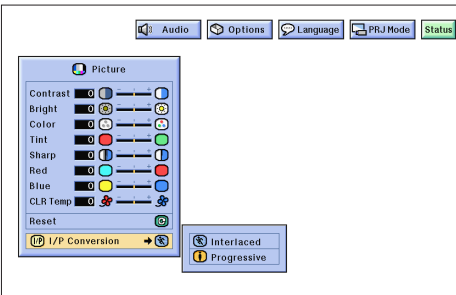 Audio Options Language PRJ Mode Status
Picture
Contrast 0
Bright 0
Color 0
Tint 0
Sharp 0
Red 0
Blue 0
CLR Temp 0
Reset
I/P I/P Conversion
Interlaced
Progressive